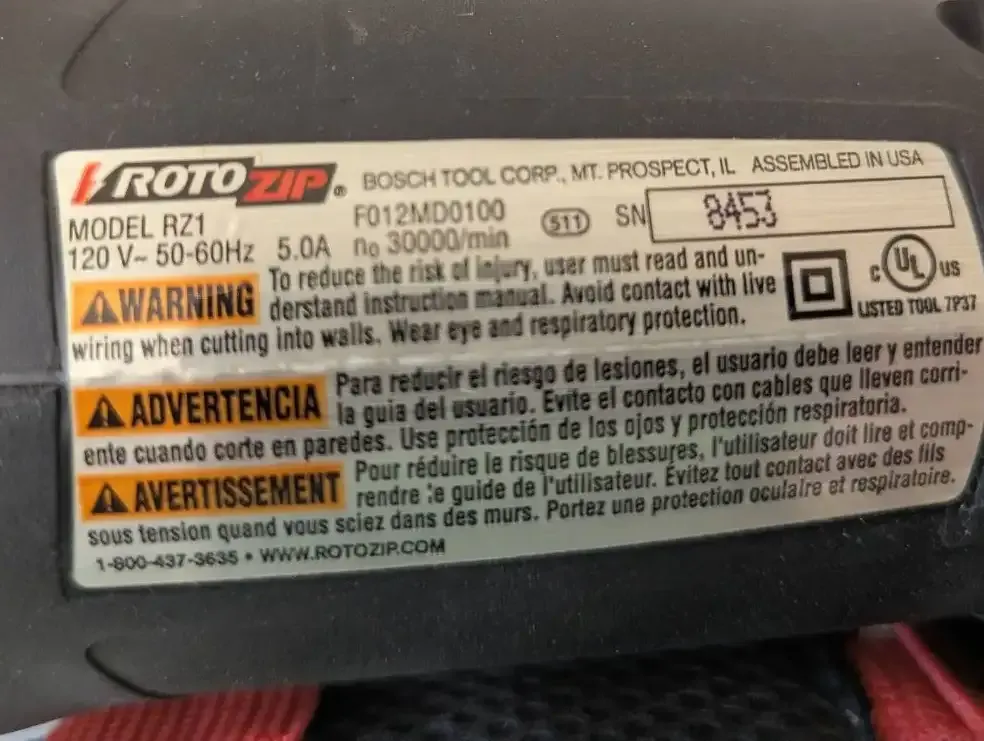 ROTOZIP® BOSCH TOOL CORP., MT. PROSPECT, IL ASSEMBLED IN USA
MODEL RZ1 F012MD0100 511 SN 8453
120 V~ 50-60Hz 5.0A n₀ 30000/min
WARNING To reduce the risk of injury, user must read and un-
derstand instruction manual. Avoid contact with live
wiring when cutting into walls. Wear eye and respiratory protection.
C UL US
LISTED TOOL 7P37
ADVERTENCIA Para reducir el riesgo de lesiones, el usuario debe leer y entender
la guia del usuario. Evite el contacto con cables que lleven corri-
ente cuando corte en paredes. Use protección de los ojos y protección respiratoria.
AVERTISSEMENT Pour réduire le risque de blessures, l'utilisateur doit lire et comp-
rendre le guide de l'utilisateur. Évitez tout contact avec des fils
sous tension quand vous sciez dans des murs. Portez une protection oculaire et respiratoire.
1-800-437-3635 • WWW.ROTOZIP.COM